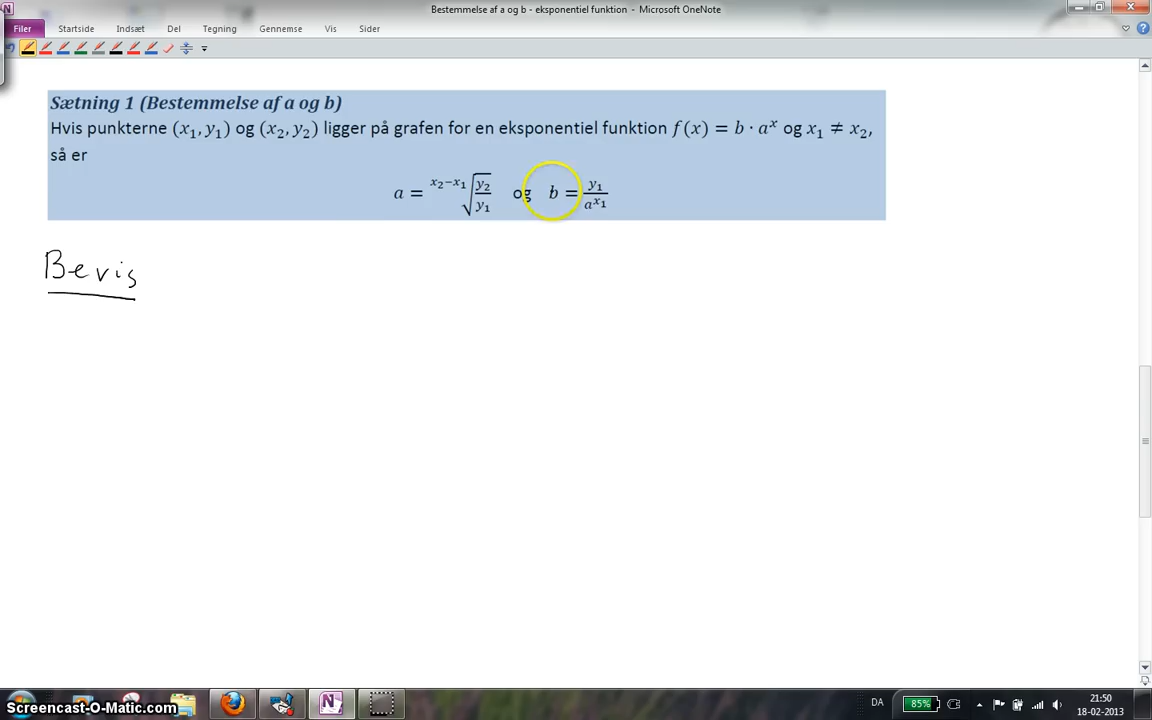 Bestemmelse af a og b - eksponentiel funktion - Microsoft OneNote
Filer Startside Indsæt Del Tegning Gennemse Vis Sider
Sætning 1 (Bestemmelse af a og b)
Hvis punkterne (x₁, y₁) og (x₂, y₂) ligger på grafen for en eksponentiel funktion f(x) = b · aˣ og x₁ ≠ x₂,
så er
a = ˣ²⁻ˣ¹√(y₂/y₁) og b = y₁/a^x₁
Bevis
Screencast-O-Matic.com
DA 85% 21:50
18-02-2013